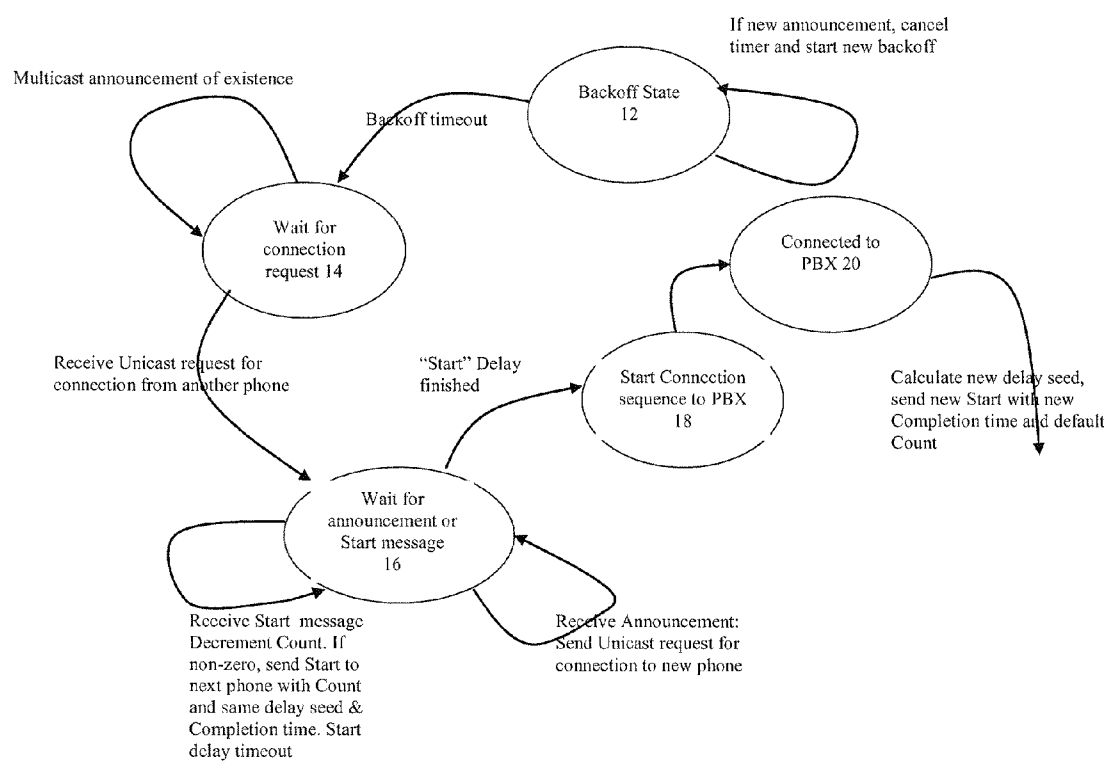 If new announcement, cancel
timer and start new backoff
Multicast announcement of existence
Backoff State
12
Backoff timeout
Wait for
connection
request 14
Connected to
PBX 20
Receive Unicast request for
connection from another phone
“Start” Delay
finished
Start Connection
sequence to PBX
18
Calculate new delay seed,
send new Start with new
Completion time and default
Count
Wait for
announcement or
Start message
16
Receive Start message
Decrement Count. If
non-zero, send Start to
next phone with Count
and same delay seed &
Completion time. Start
delay timeout
Receive Announcement:
Send Unicast request for
connection to new phone